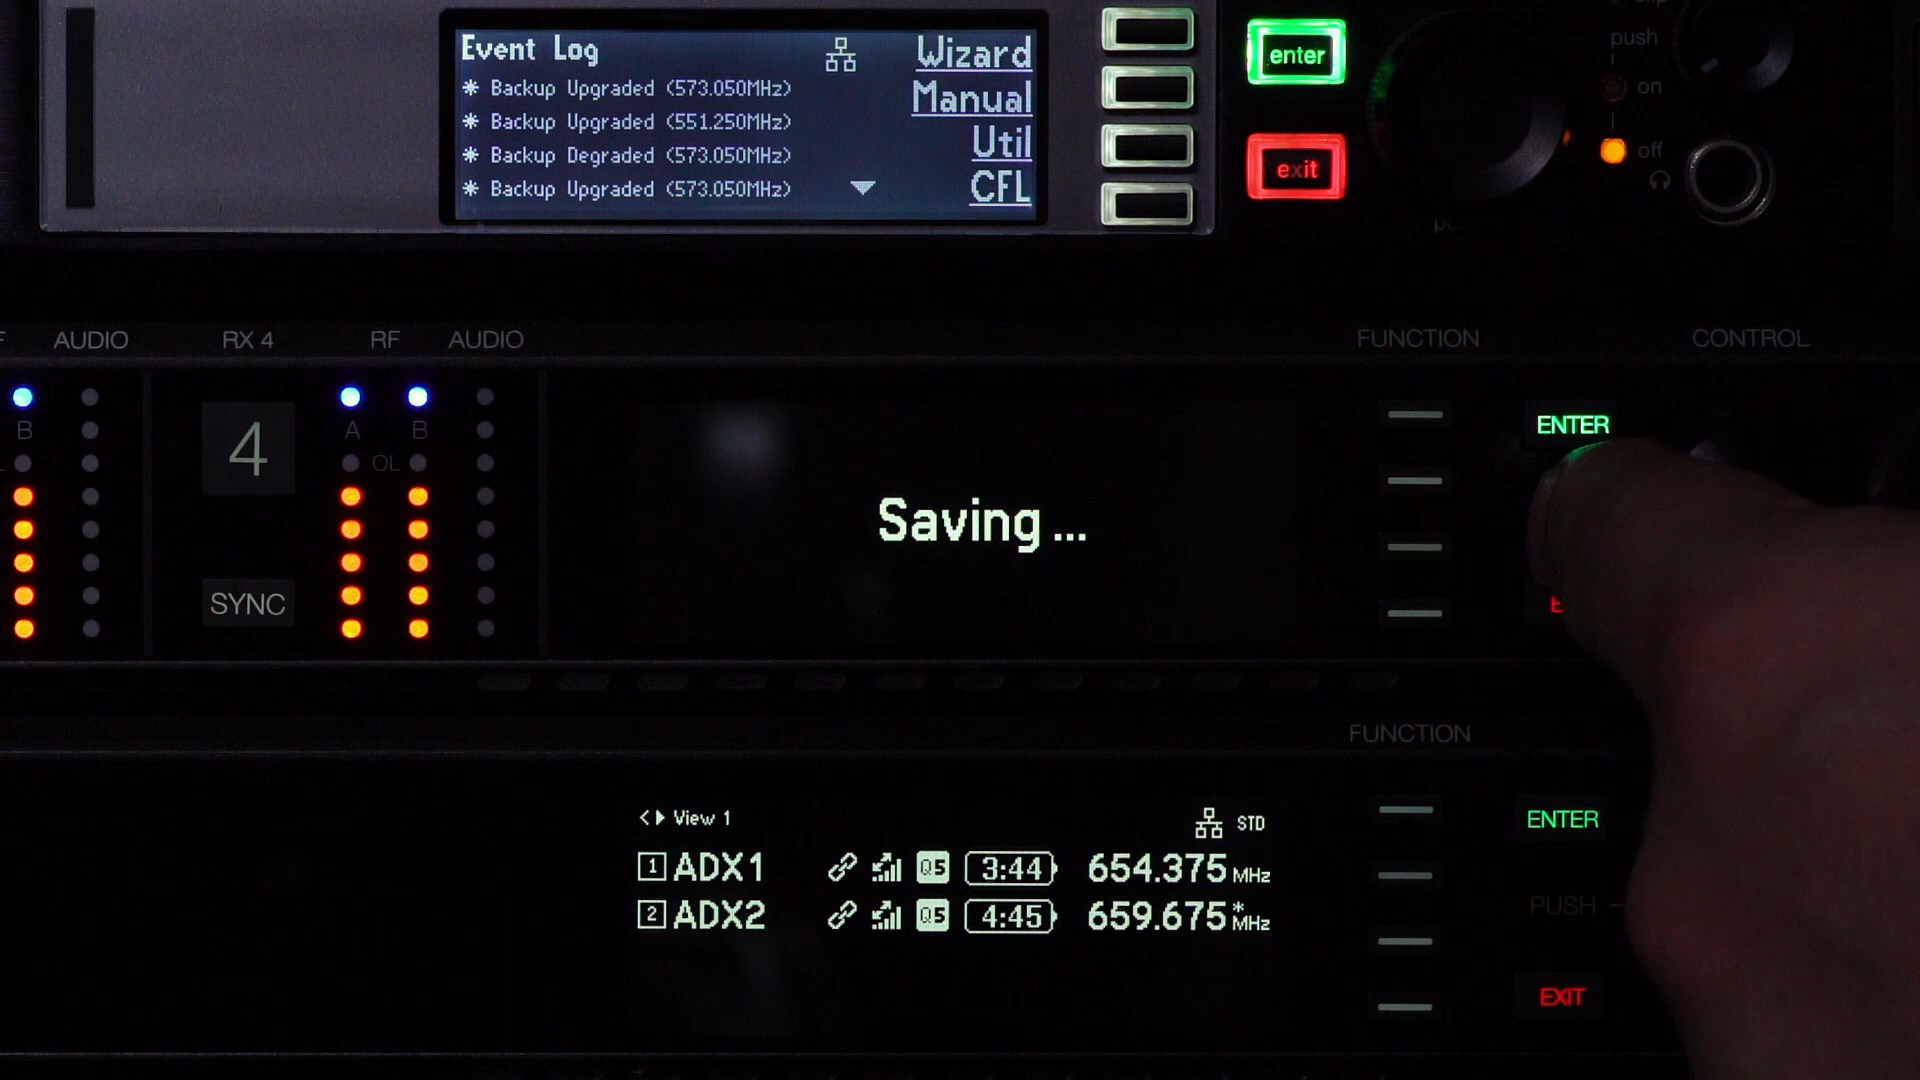 Event Log
Wizard
* Backup Upgraded (573.050MHz)
Manual
* Backup Upgraded (551.250MHz)
Util
* Backup Degraded (573.050MHz)
CFL
* Backup Upgraded (573.050MHz)
enter
exit
push
on
off
AUDIO
RX 4
RF
AUDIO
FUNCTION
CONTROL
B
4
A
B
OL
SYNC
Saving ...
ENTER
FUNCTION
View 1
STD
1 ADX1 Q5 3:44 654.375 MHz
2 ADX2 Q5 4:45 659.675 * MHz
ENTER
PUSH
EXIT